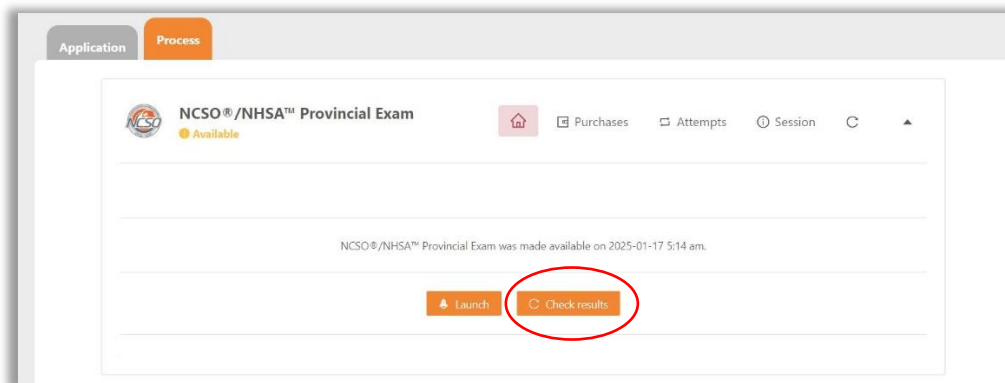 Application
Process
NCSO
NCSO®/NHSA™ Provincial Exam
Available
Purchases
Attempts
Session
NCSO®/NHSA™ Provincial Exam was made available on 2025-01-17 5:14 am.
Launch
Check results